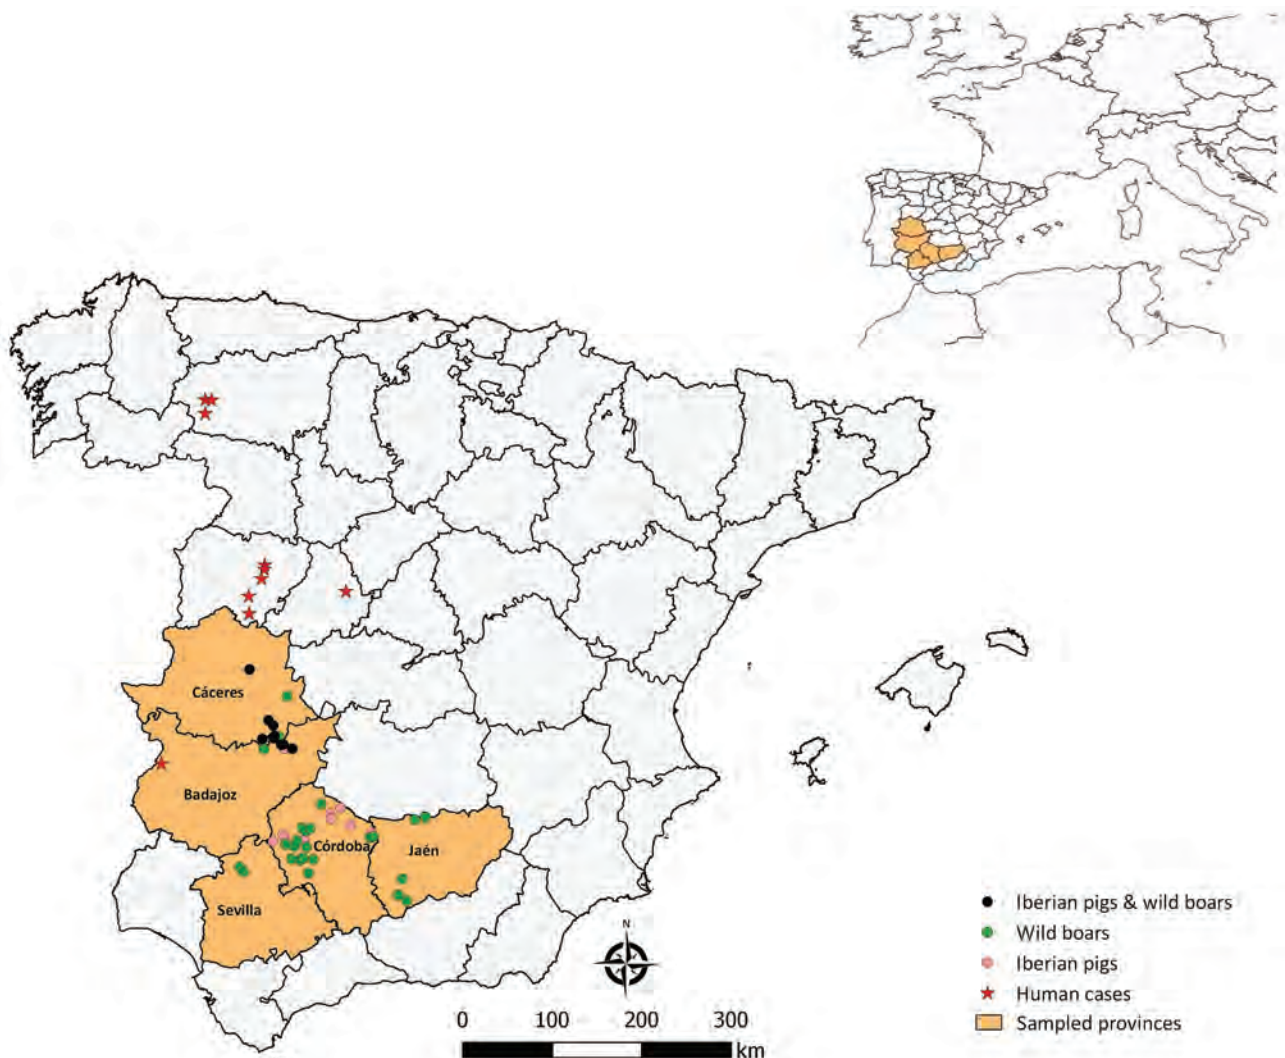 Cáceres
Badajoz
Córdoba
Jaén
Sevilla
N
Iberian pigs & wild boars
Wild boars
Iberian pigs
Human cases
Sampled provinces
0 100 200 300
km